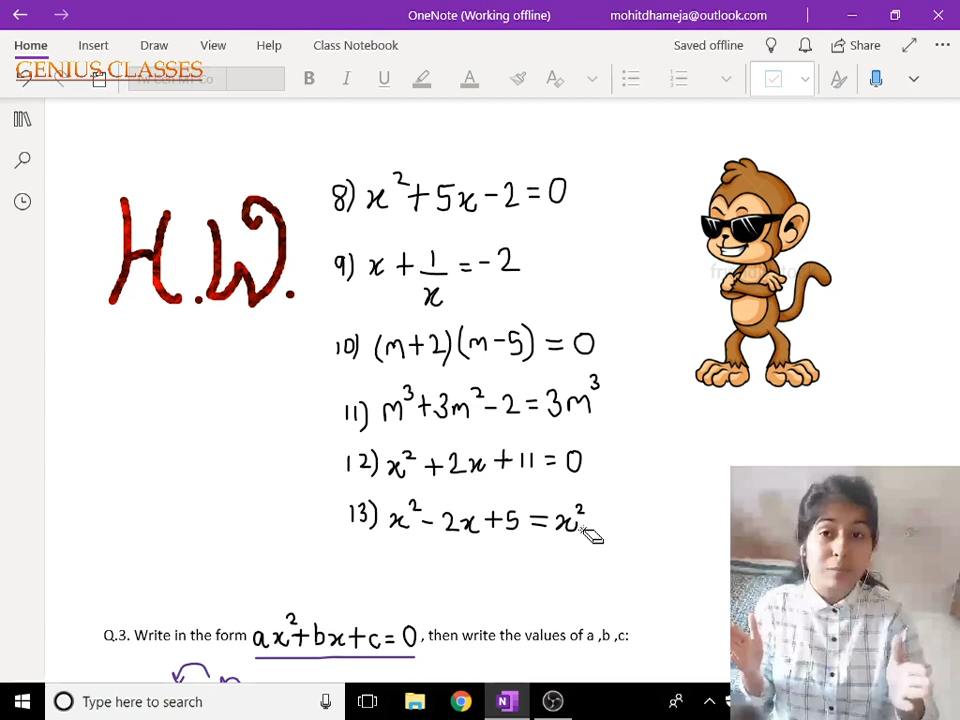 OneNote (Working offline)
mohitdhameja@outlook.com
Home Insert Draw View Help Class Notebook
Saved offline
Share
GENIUS CLASSES
B I U A
H.W.
8) x² + 5x - 2 = 0
9) x + 1/x = -2
10) (m+2)(m-5) = 0
11) m³ + 3m² - 2 = 3m³
12) x² + 2x + 11 = 0
13) x² - 2x + 5 = x²
Q.3. Write in the form ax² + bx + c = 0 , then write the values of a ,b ,c:
Type here to search